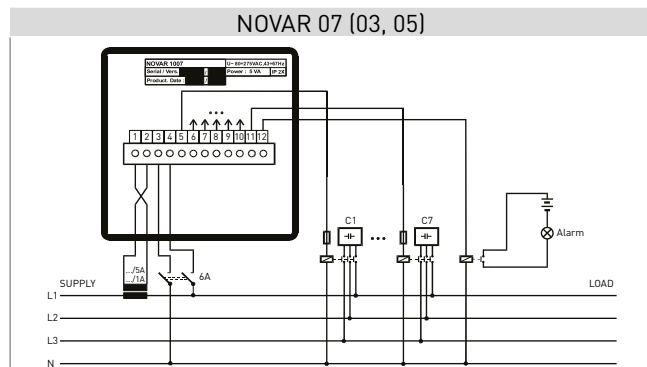 NOVAR 07 (03, 05)
NOVAR 1007 U~ 80÷275VAC,43÷67Hz
Serial / Vers. / Power : 5 VA IP 2X
Product. Date : /
...
1 2 3 4 5 6 7 8 9 10 11 12
C1 ... C7
Alarm
.../5A
.../1A
6A
SUPPLY LOAD
L1
L2
L3
N